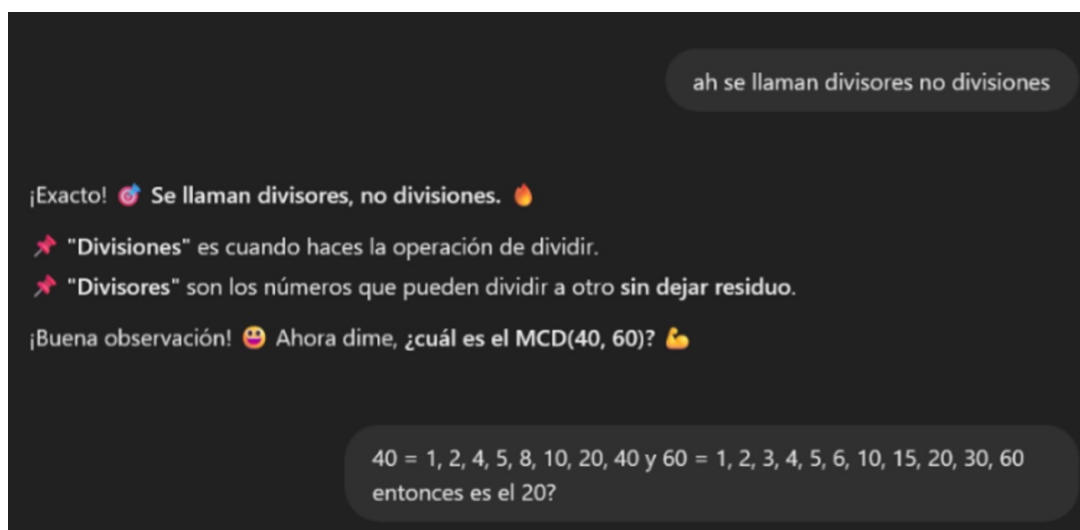 ah se llaman divisores no divisiones
¡Exacto! 🎯 Se llaman divisores, no divisiones. 🔥
📌 "Divisiones" es cuando haces la operación de dividir.
📌 "Divisores" son los números que pueden dividir a otro sin dejar residuo.
¡Buena observación! 😃 Ahora dime, ¿cuál es el MCD(40, 60)? 💪
40 = 1, 2, 4, 5, 8, 10, 20, 40 y 60 = 1, 2, 3, 4, 5, 6, 10, 15, 20, 30, 60
entonces es el 20?